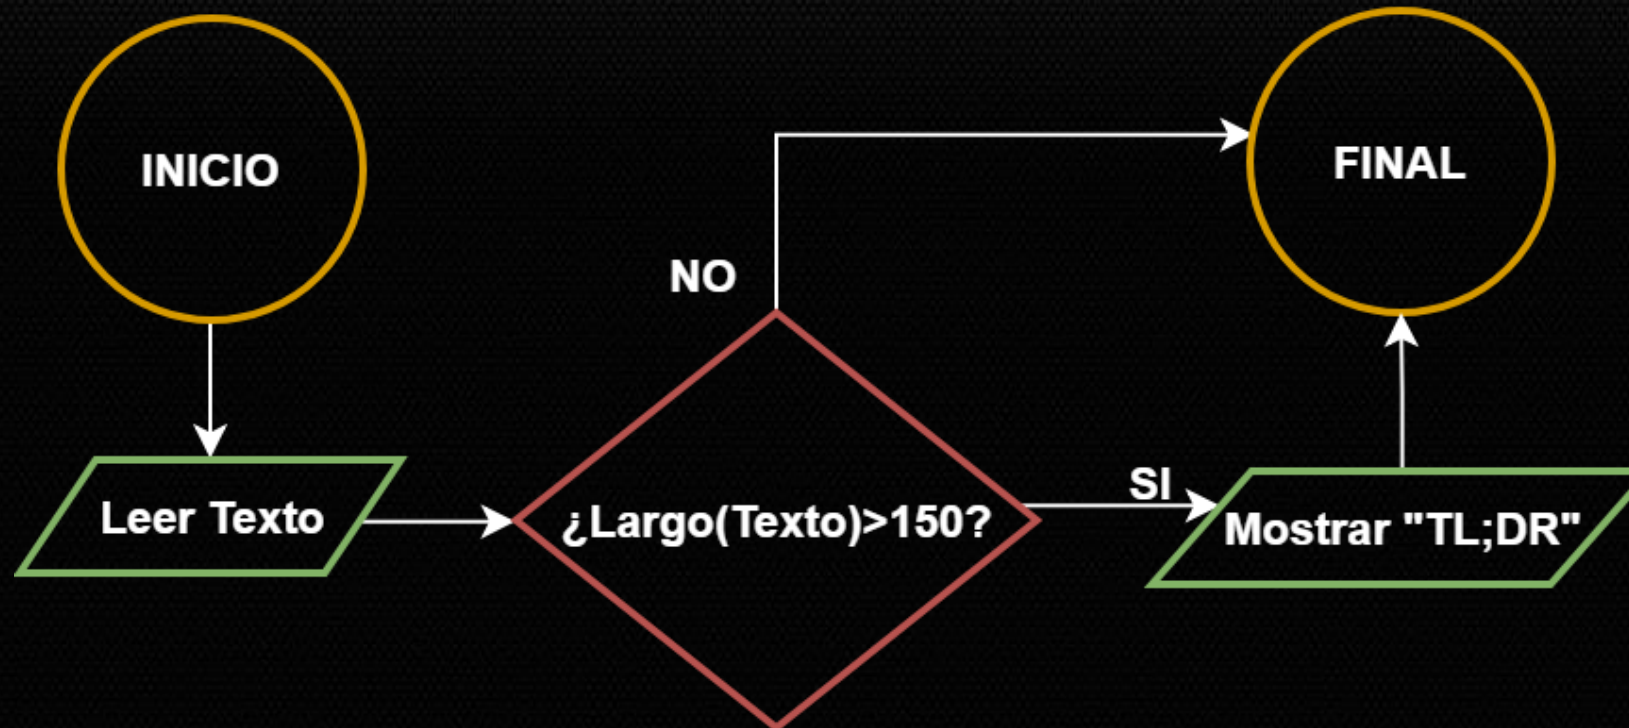 INICIO
FINAL
NO
Leer Texto
¿Largo(Texto)>150?
SI
Mostrar "TL;DR"